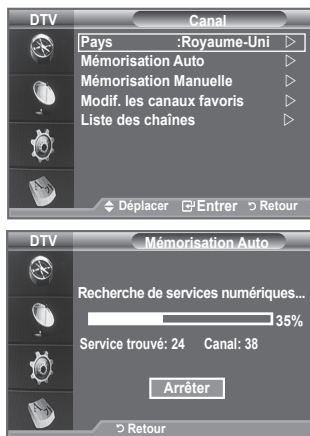 DTV Canal
Pays :Royaume-Uni
Mémorisation Auto
Mémorisation Manuelle
Modif. les canaux favoris
Liste des chaînes
Déplacer Entrer Retour
DTV Mémorisation Auto
Recherche de services numériques...
35%
Service trouvé: 24 Canal: 38
Arrêter
Retour